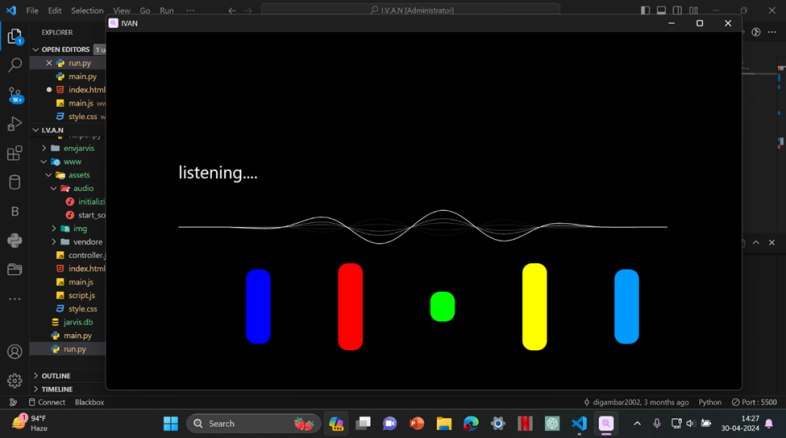 File Edit Selection View Go Run ...
I.V.A.N [Administrator]
EXPLORER
OPEN EDITORS
run.py
main.py
index.html
main.js
style.css
I.V.A.N
envjarvis
www
assets
audio
initializi
start_so
img
vendore
controller.j
index.html
main.js
script.js
style.css
jarvis.db
main.py
run.py
OUTLINE
TIMELINE
IVAN
listening....
Connect Blackbox
digambar2002, 3 months ago Python Port : 5500
94°F
Haze
Search
14:27
30-04-2024